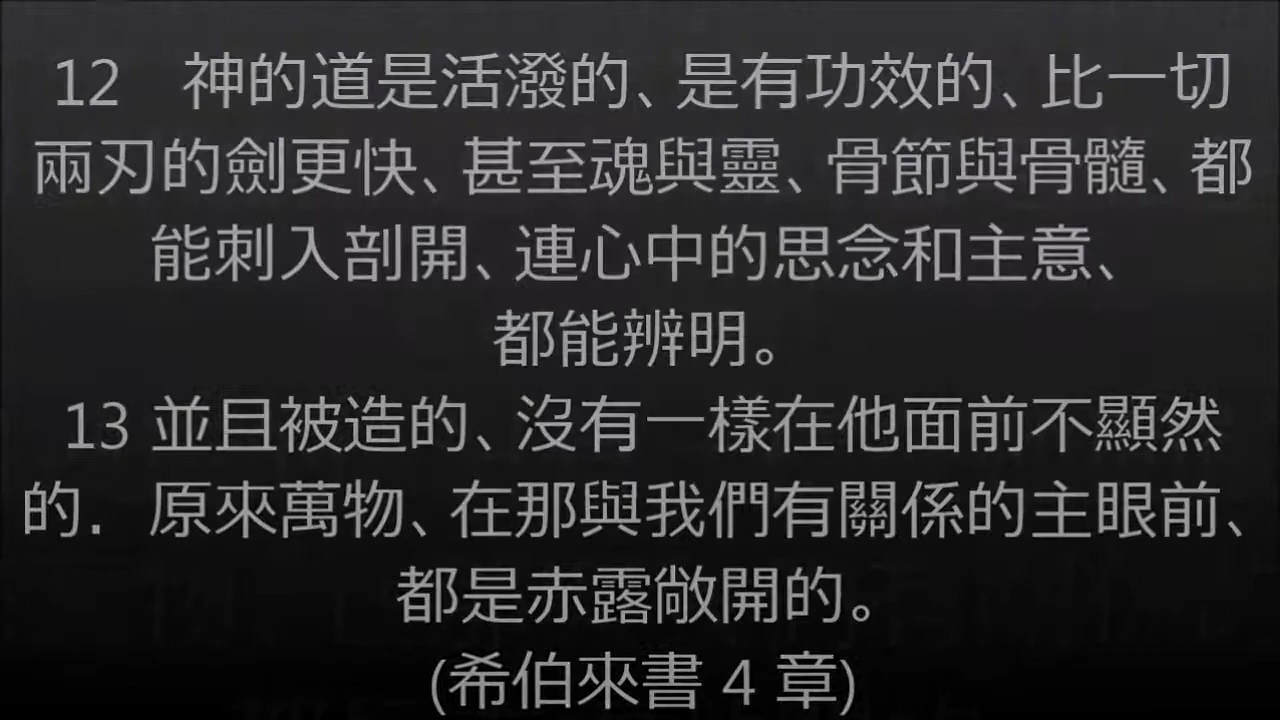 12　神的道是活潑的、是有功效的、比一切
兩刃的劍更快、甚至魂與靈、骨節與骨髓、都
能刺入剖開、連心中的思念和主意、
都能辨明。
13 並且被造的、沒有一樣在他面前不顯然
的．原來萬物、在那與我們有關係的主眼前、
都是赤露敞開的。
(希伯來書 4 章)